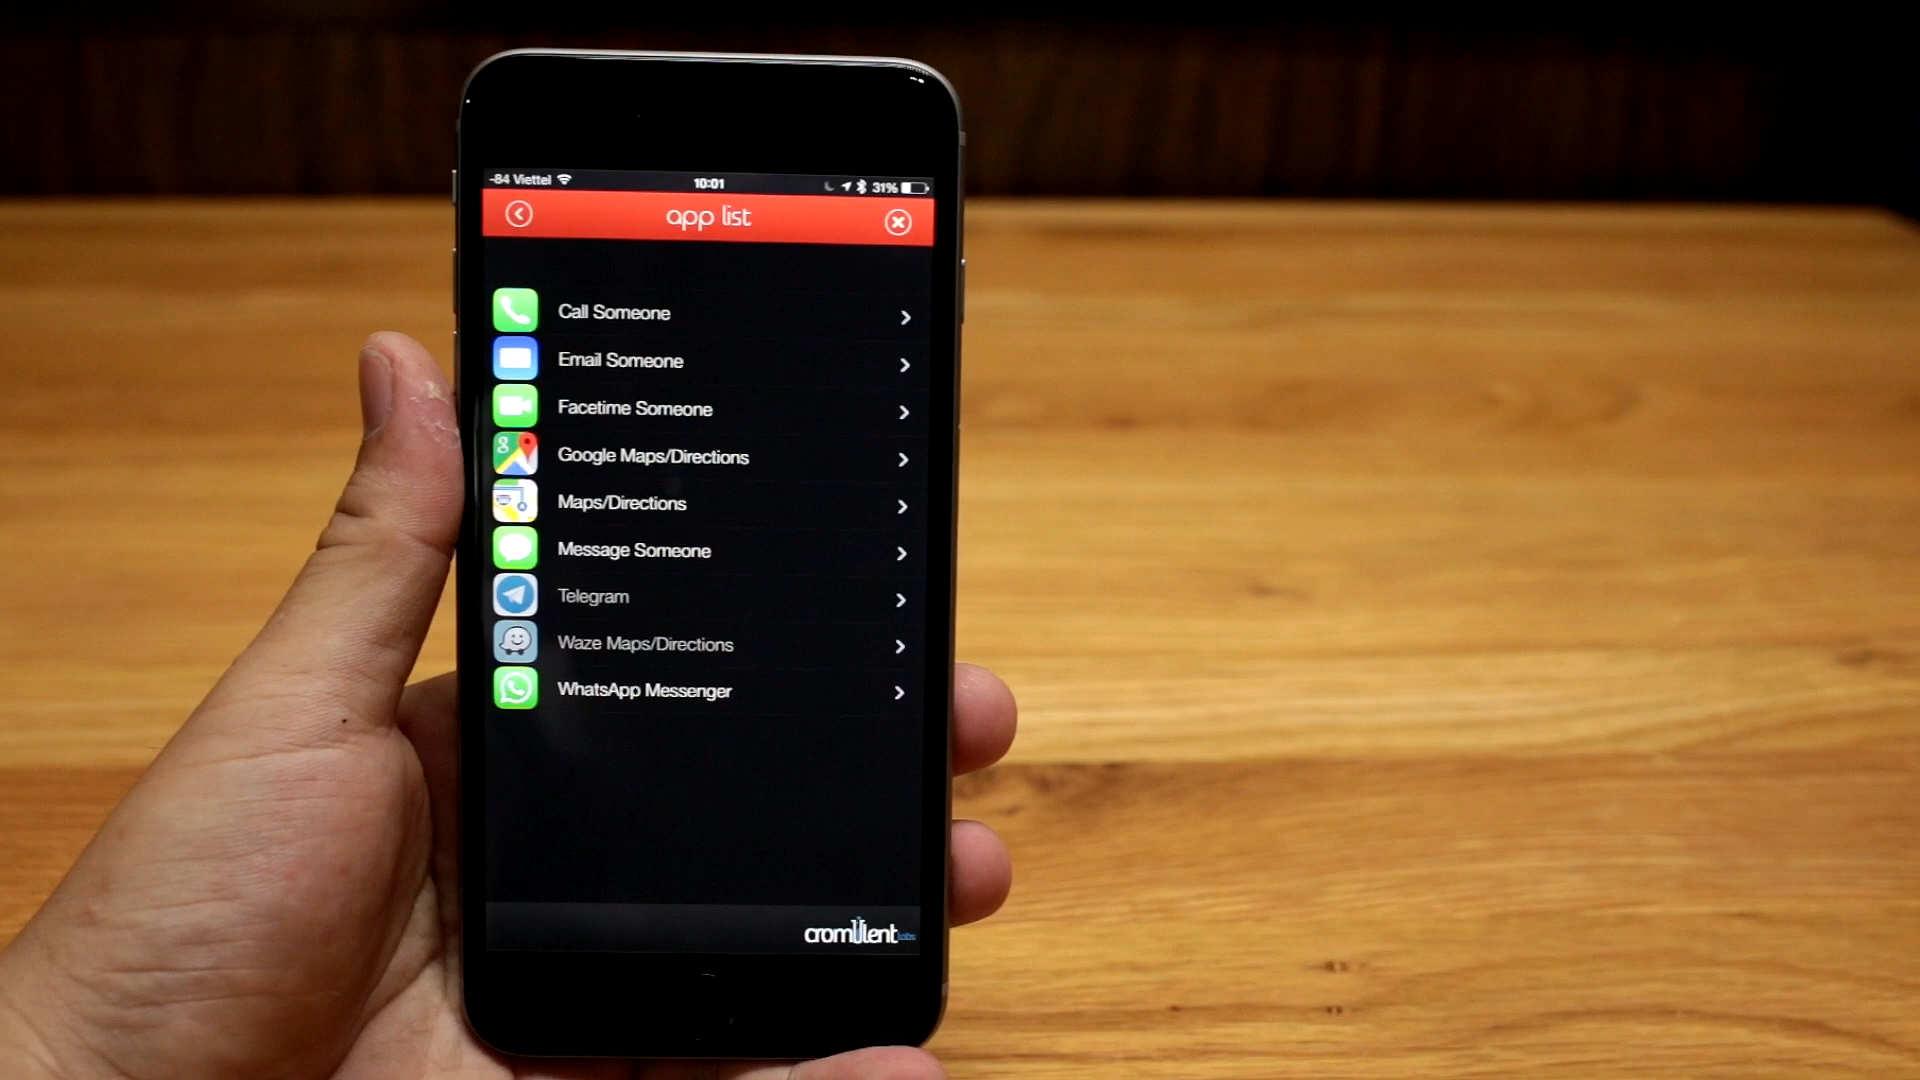 -84 Viettel 10:01 31%
app list
Call Someone
Email Someone
Facetime Someone
Google Maps/Directions
Maps/Directions
Message Someone
Telegram
Waze Maps/Directions
WhatsApp Messenger
cromulent Labs